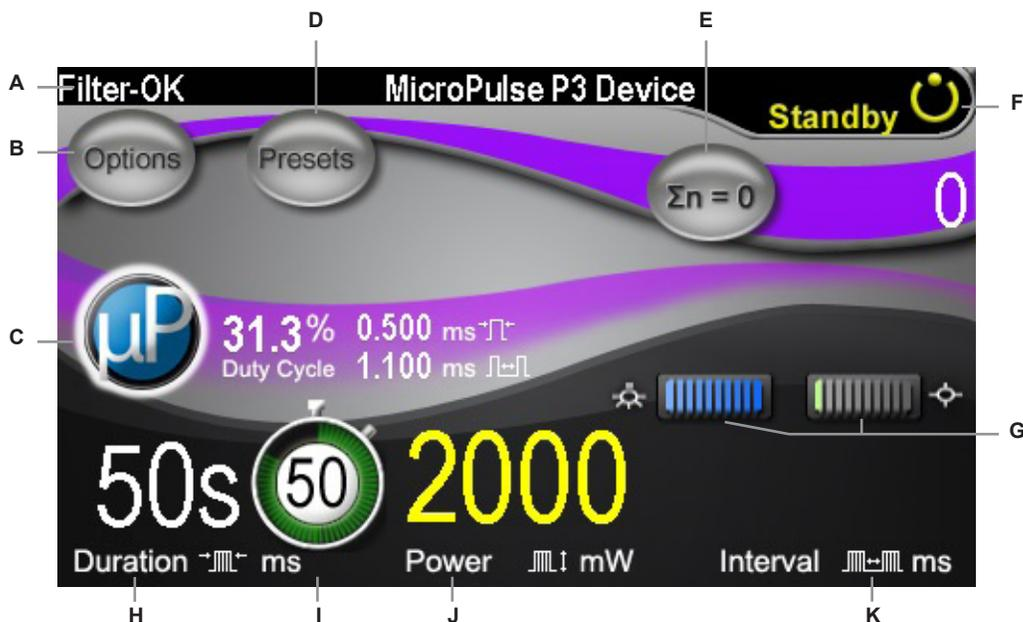 D E
A Filter-OK MicroPulse P3 Device
Standby F
B Options Presets
Σn = 0 0
C µP 31.3% 0.500 ms
Duty Cycle 1.100 ms
G
50s 50 2000
Duration ms Power mW Interval ms
H I J K